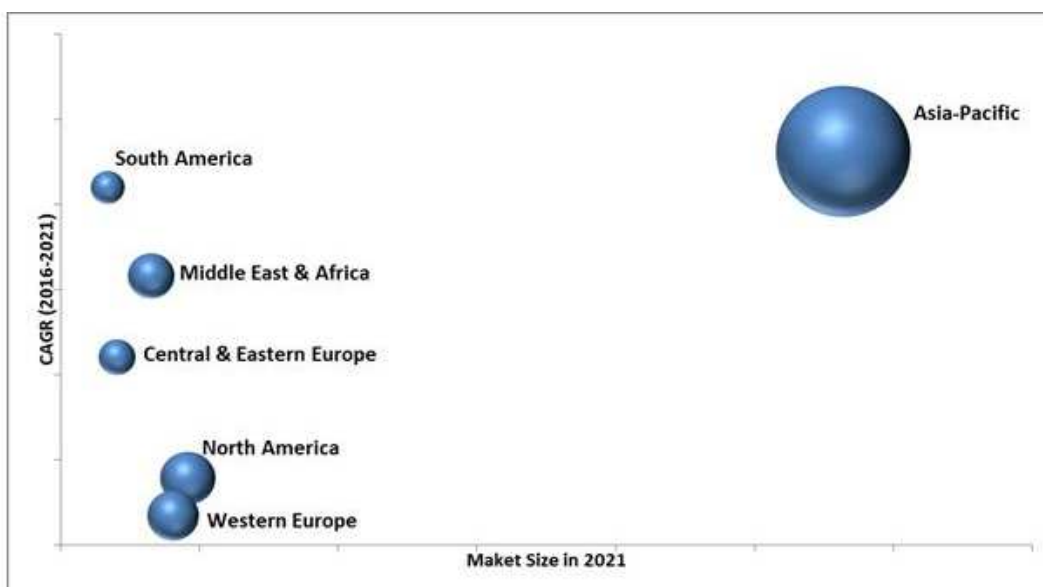 Asia-Pacific
South America
Middle East & Africa
CAGR (2016-2021)
Central & Eastern Europe
North America
Western Europe
Maket Size in 2021